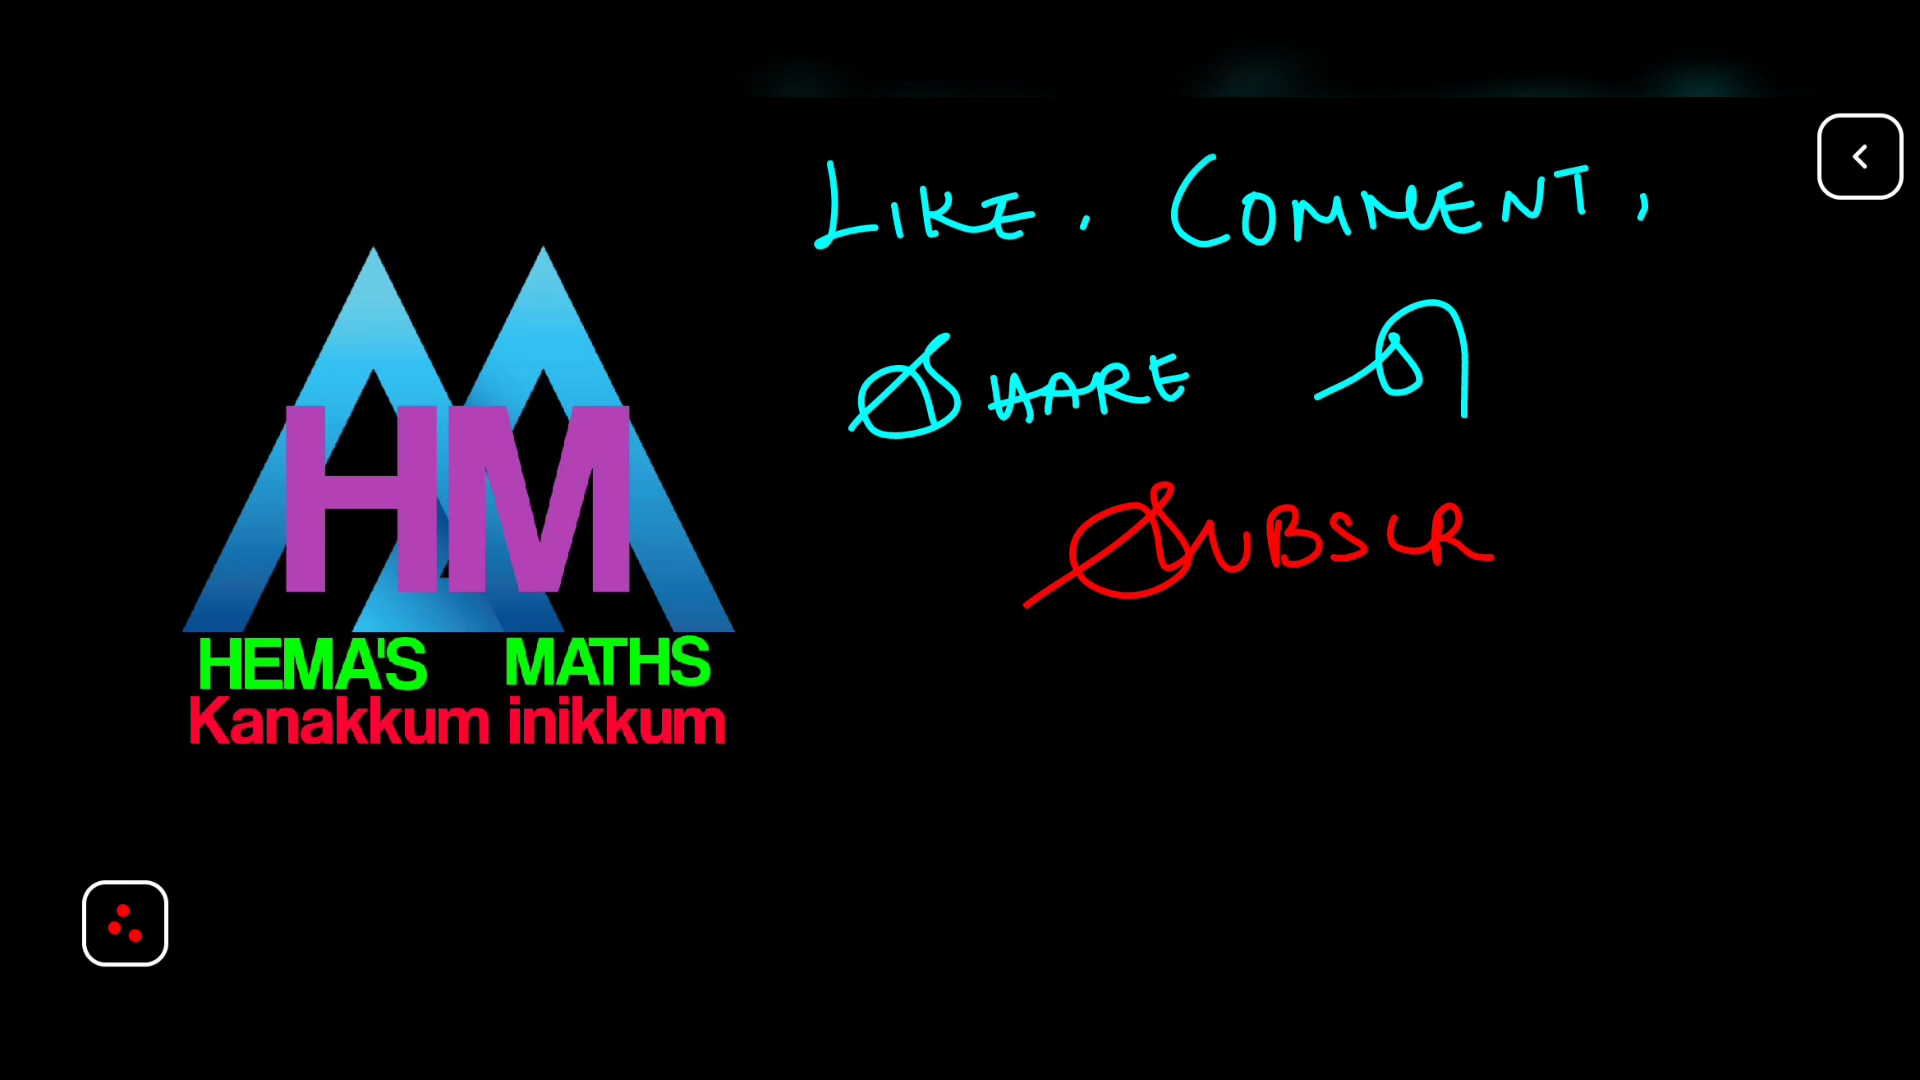 LIKE, COMMENT,
SHARE
SUBSCR
HM
HEMA'S MATHS
Kanakkum inikkum